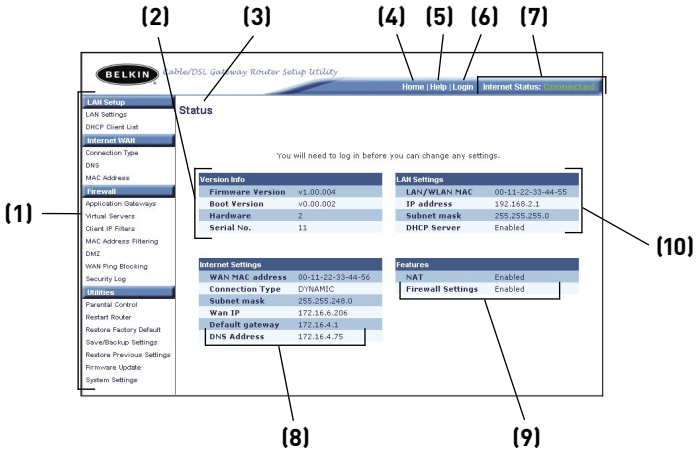 (2) (3) (4) (5) (6) (7)
BELKIN Cable/DSL Gateway Router Setup Utility
Home | Help | Login Internet Status: Connected
LAN Setup
LAN Settings
DHCP Client List
Internet WAN
Connection Type
DNS
MAC Address
Firewall
Application Gateways
Virtual Servers
Client IP Filters
MAC Address Filtering
DMZ
WAN Ping Blocking
Security Log
Utilities
Parental Control
Restart Router
Restore Factory Default
Save/Backup Settings
Restore Previous Settings
Firmware Update
System Settings
(1)
Status
You will need to log in before you can change any settings.
Version Info
Firmware Version v1.00.004
Boot Version v0.00.002
Hardware 2
Serial No. 11
LAN Settings
LAN/WLAN MAC 00-11-22-33-44-55
IP address 192.168.2.1
Subnet mask 255.255.255.0
DHCP Server Enabled
(10)
Internet Settings
WAN MAC address 00-11-22-33-44-56
Connection Type DYNAMIC
Subnet mask 255.255.248.0
Wan IP 172.16.6.206
Default gateway 172.16.4.1
DNS Address 172.16.4.75
Features
NAT Enabled
Firewall Settings Enabled
(8) (9)